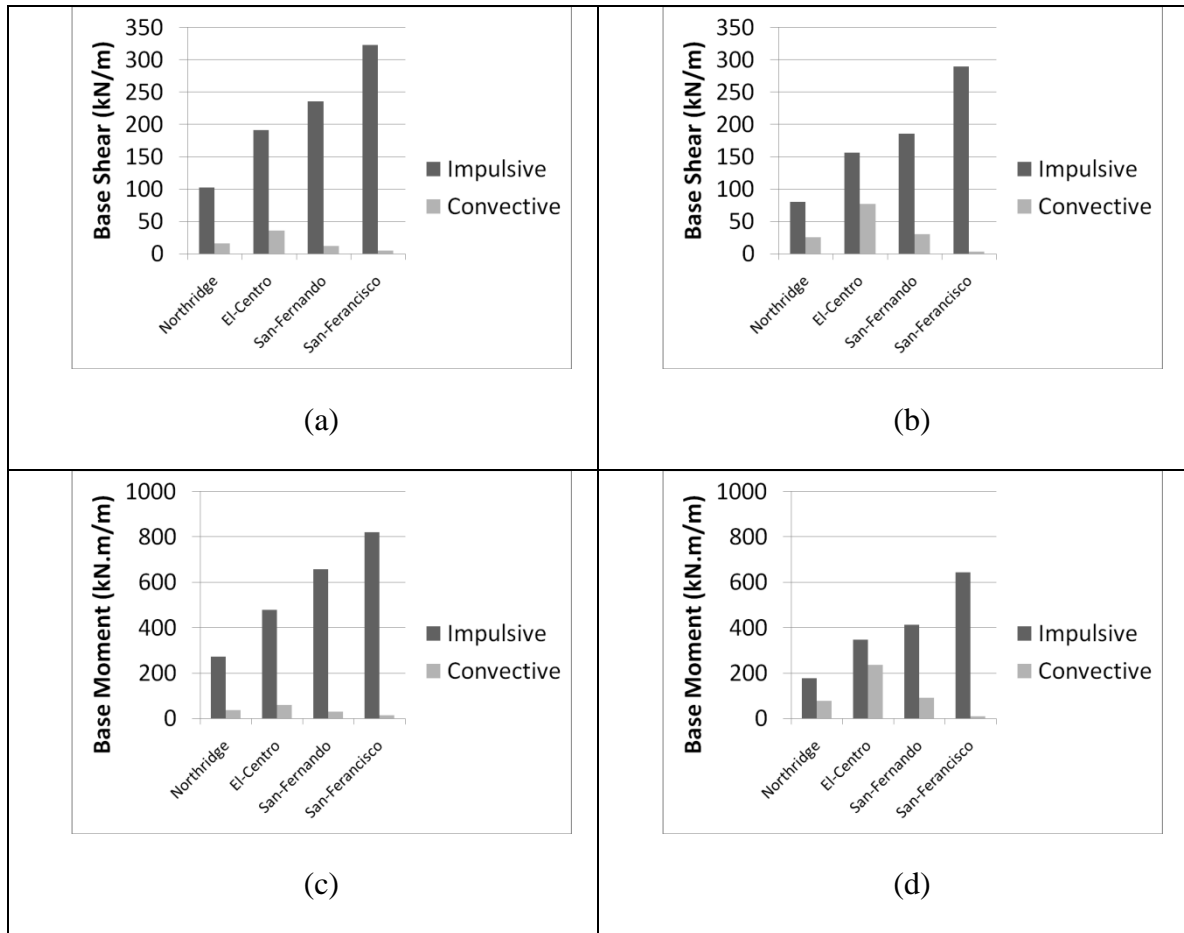 Base Shear (kN/m)
350
300
250
200
150
100
50
0
Northridge
El-Centro
San-Fernando
San-Ferancisco
Impulsive
Convective
(a)
Base Shear (kN/m)
350
300
250
200
150
100
50
0
Northridge
El-Centro
San-Fernando
San-Ferancisco
Impulsive
Convective
(b)
Base Moment (kN.m/m)
1000
800
600
400
200
0
Northridge
El-Centro
San-Fernando
San-Ferancisco
Impulsive
Convective
(c)
Base Moment (kN.m/m)
1000
800
600
400
200
0
Northridge
El-Centro
San-Fernando
San-Ferancisco
Impulsive
Convective
(d)